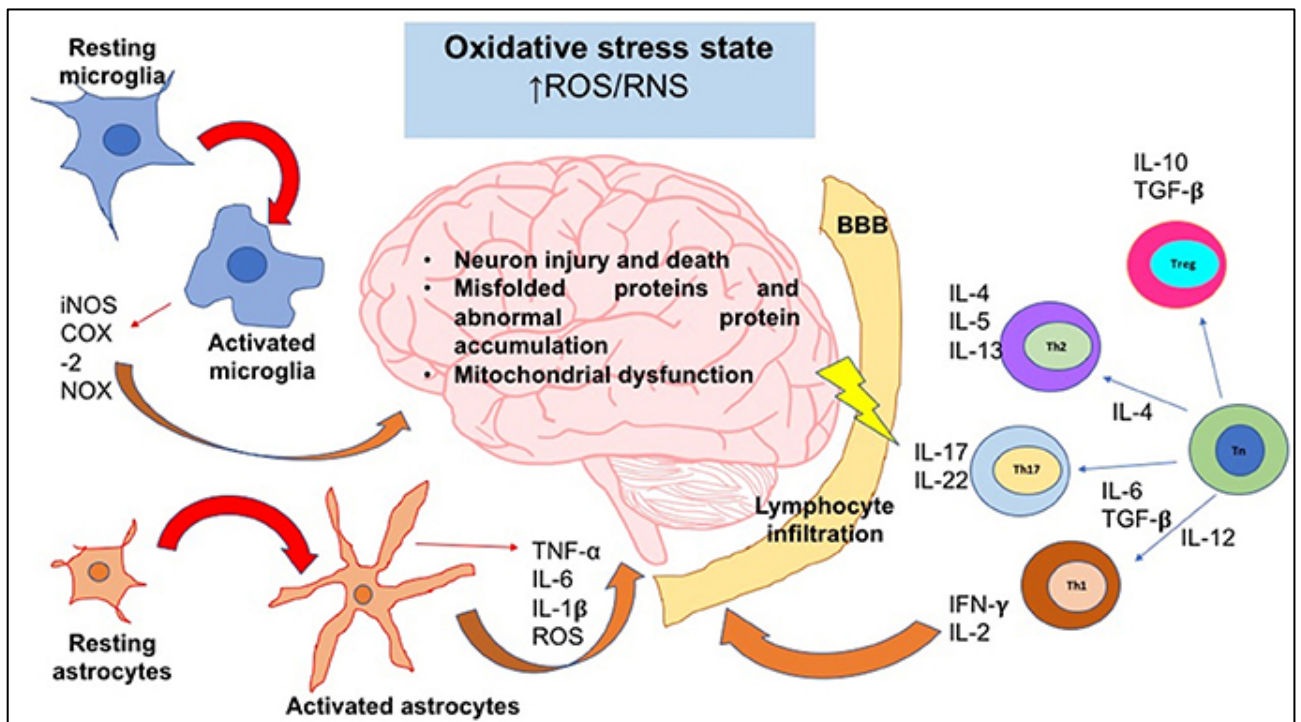 Resting
microglia
Oxidative stress state
↑ROS/RNS
iNOS
COX
-2
NOX
Activated
microglia
• Neuron injury and death
• Misfolded proteins and
abnormal protein
accumulation
• Mitochondrial dysfunction
BBB
IL-10
TGF-β
Treg
IL-4
IL-5
IL-13
Th2
IL-4
Tn
IL-17
IL-22
Th17
IL-6
TGF-β
IL-12
Lymphocyte
infiltration
Th1
IFN-γ
IL-2
Resting
astrocytes
TNF-α
IL-6
IL-1β
ROS
Activated astrocytes